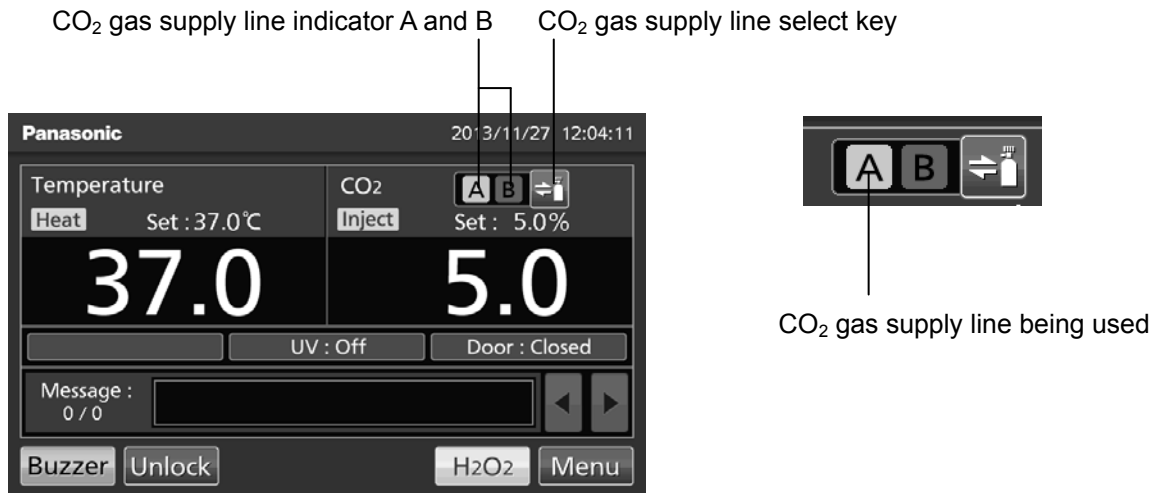 CO₂ gas supply line indicator A and B CO₂ gas supply line select key
Panasonic 2013/11/27 12:04:11
Temperature CO2 A B
Heat Set : 37.0℃ Inject Set : 5.0%
37.0 5.0
UV : Off Door : Closed
Message :
0 / 0
Buzzer Unlock H2O2 Menu
A B
CO₂ gas supply line being used